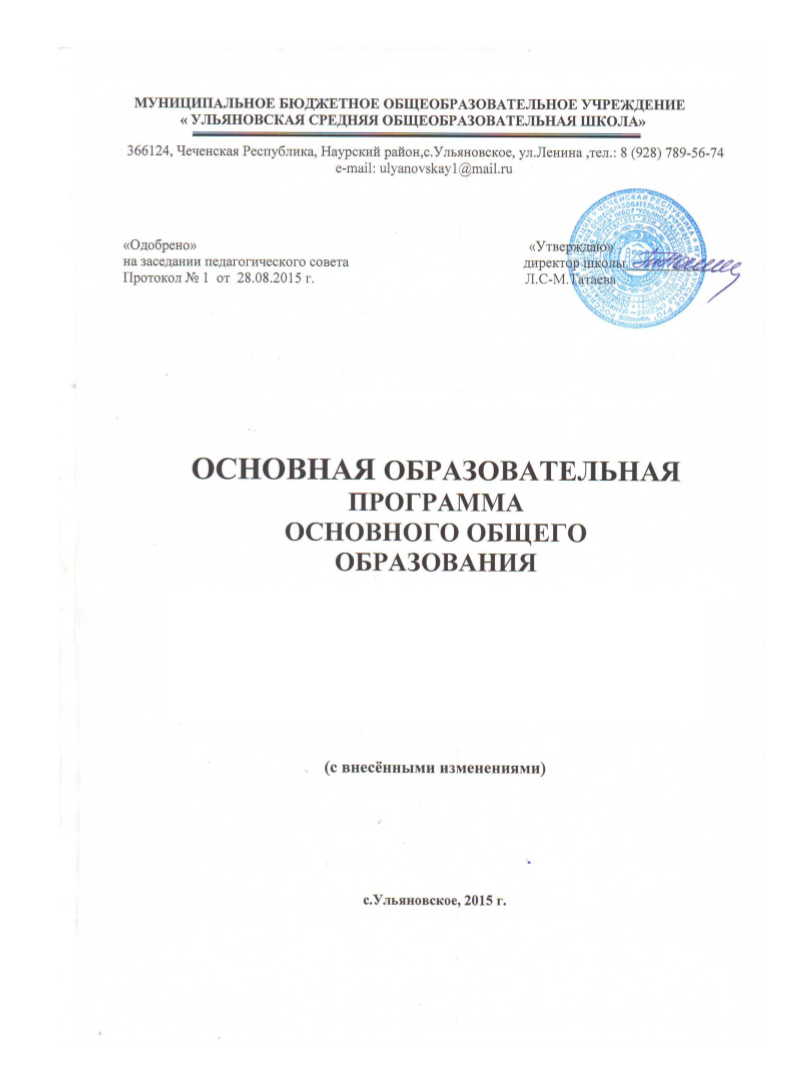 МУНИЦИПАЛЬНОЕ БЮДЖЕТНОЕ ОБЩЕОБРАЗОВАТЕЛЬНОЕ УЧРЕЖДЕНИЕ
« УЛЬЯНОВСКАЯ СРЕДНЯЯ ОБЩЕОБРАЗОВАТЕЛЬНАЯ ШКОЛА»
366124, Чеченская Республика, Наурский район,с.Ульяновское, ул.Ленина ,тел.: 8 (928) 789-56-74
e-mail: ulyanovskay1@mail.ru
«Одобрено»
на заседании педагогического совета
Протокол № 1 от 28.08.2015 г.
«Утверждаю»
директор школы
Л.С-М.Татаева
ОСНОВНАЯ ОБРАЗОВАТЕЛЬНАЯ
ПРОГРАММА
ОСНОВНОГО ОБЩЕГО
ОБРАЗОВАНИЯ
(с внесёнными изменениями)
с.Ульяновское, 2015 г.